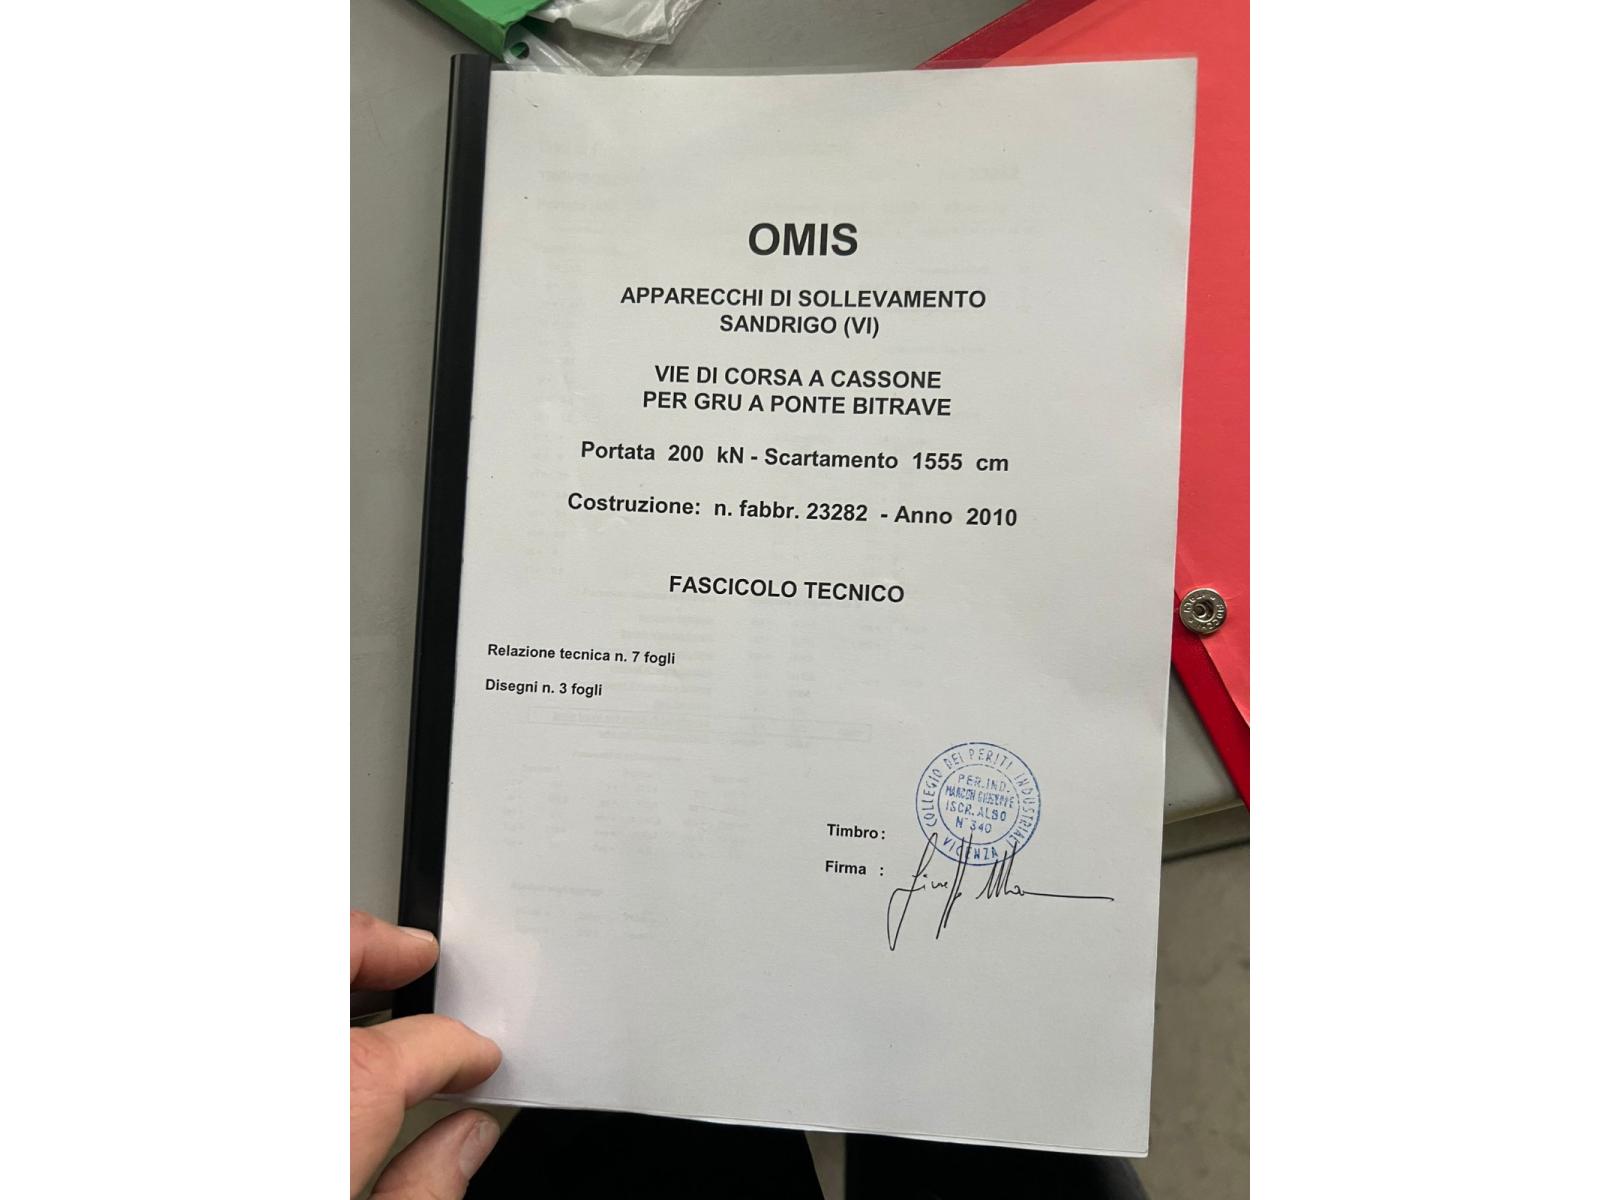 OMIS
APPARECCHI DI SOLLEVAMENTO
SANDRIGO (VI)
VIE DI CORSA A CASSONE
PER GRU A PONTE BITRAVE
Portata 200 kN - Scartamento 1555 cm
Costruzione: n. fabbr. 23282 - Anno 2010
FASCICOLO TECNICO
Relazione tecnica n. 7 fogli
Disegni n. 3 fogli
COLLEGIO DEI PERITI INDUSTRIALI
PER. IND.
MARCON GIUSEPPE
ISCR. ALBO
N° 340
VICENZA
Timbro :
Firma :